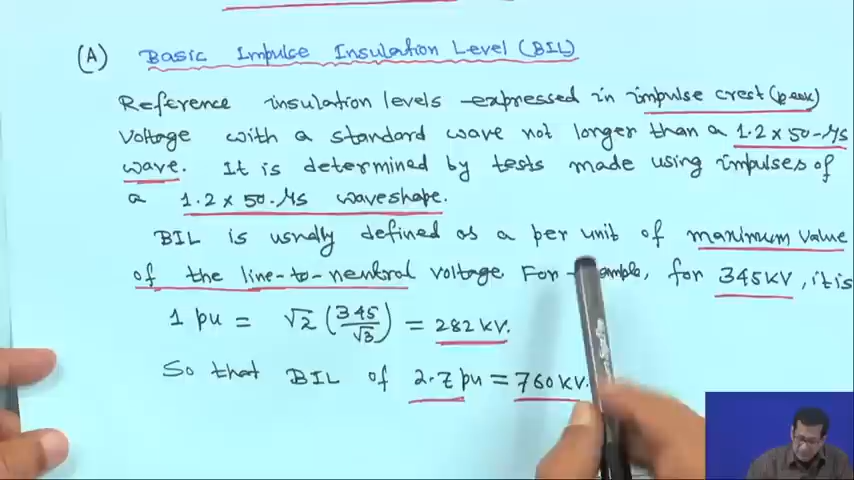 (A) Basic Impulse Insulation Level (BIL)
Reference insulation levels expressed in impulse crest (peak)
voltage with a standard wave not longer than a 1.2 x 50-μs
wave. It is determined by tests made using impulses of
a 1.2 x 50-μs waveshape.
BIL is usually defined as a per unit of maximum value
of the line-to-neutral voltage For ample, for 345KV, it is
1 pu = √2 (345/√3) = 282 kV.
So that BIL of 2.7 pu = 760 kV.